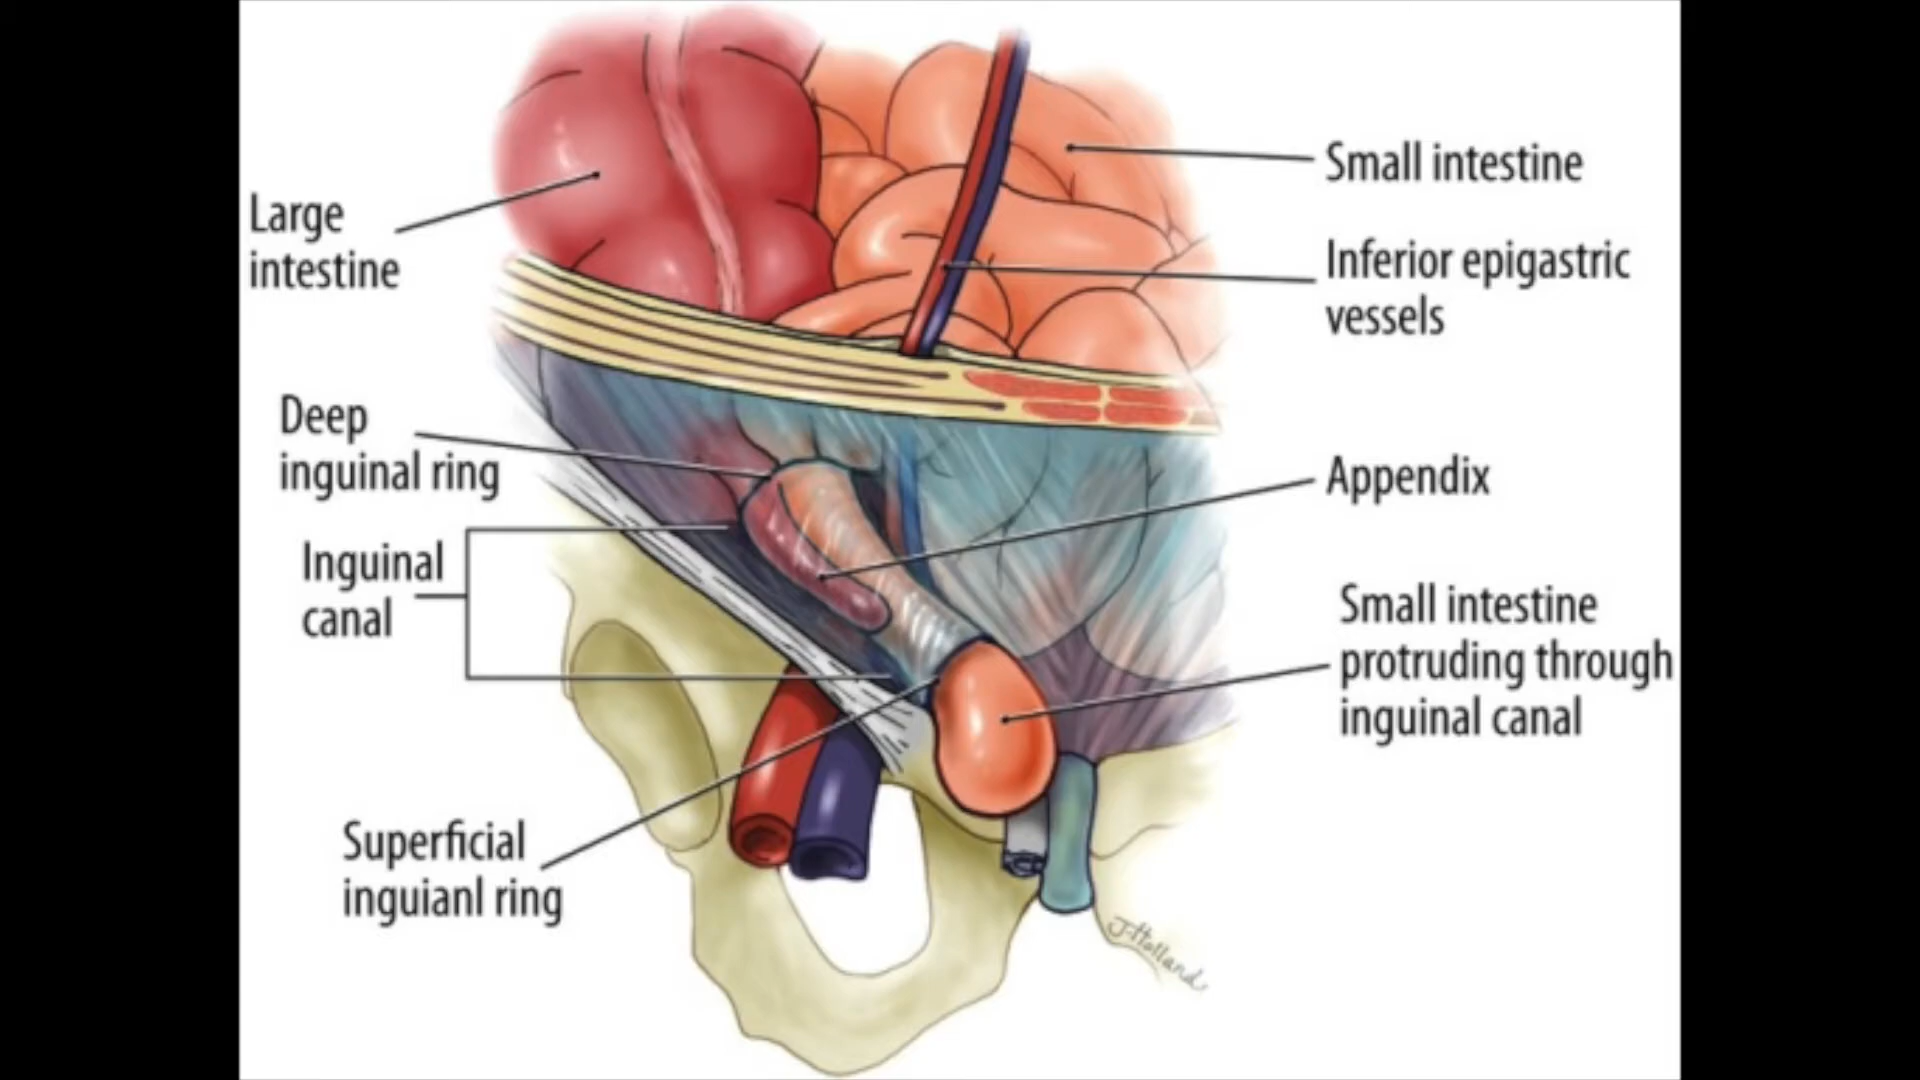 Large
intestine
Deep
inguinal ring
Inguinal
canal
Superficial
inguianl ring
Small intestine
Inferior epigastric
vessels
Appendix
Small intestine
protruding through
inguinal canal
J. Holland